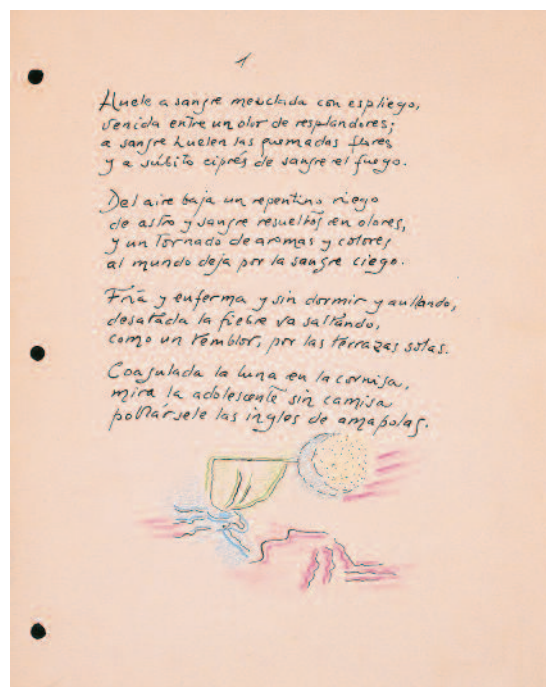 1
Huele a sangre mezclada con espliego,
venida entre un olor de resplandores;
a sangre huelen las quemadas flores
y a súbito ciprés de sangre el fuego.
Del aire baja un repentino riego
de astro y sangre resueltos en olores,
y un tornado de aromas y colores
al mundo deja por la sangre ciego.
Fría y enferma y sin dormir y aullando,
desatada la fiebre va saltando,
como un temblor, por las terrazas solas.
Coagulada la luna en la cornisa,
mira la adolescente sin camisa
poblársele las ingles de amapolas.